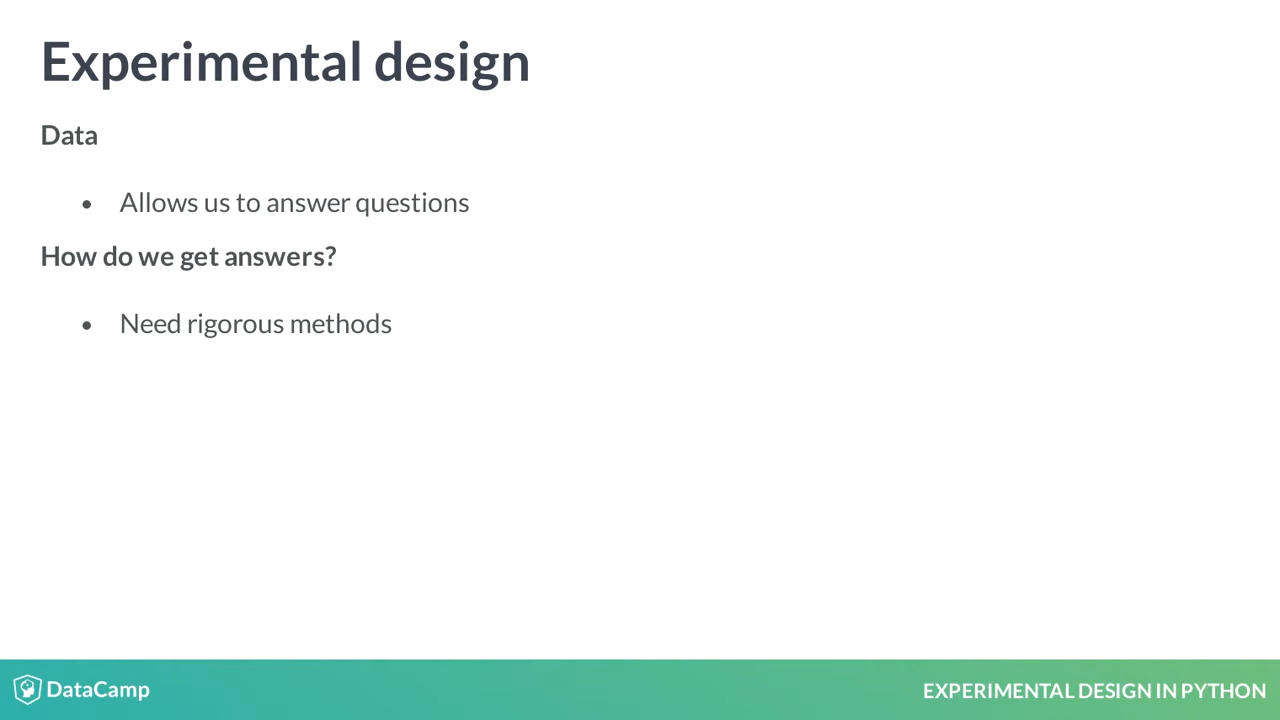 Experimental design
Data
• Allows us to answer questions
How do we get answers?
• Need rigorous methods
DataCamp
EXPERIMENTAL DESIGN IN PYTHON